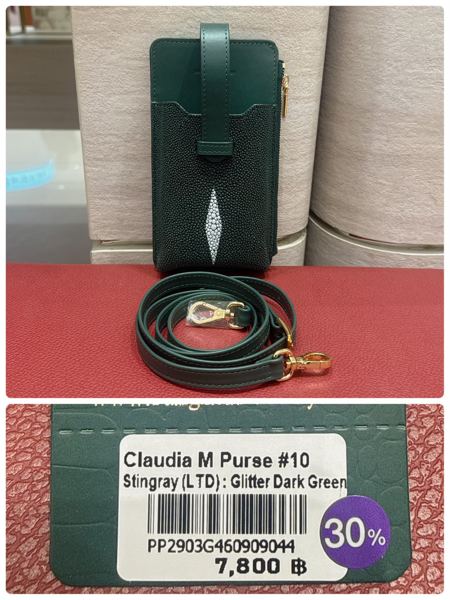 Claudia M Purse #10
Stingray (LTD) : Glitter Dark Green
PP2903G460909044
7,800 ฿
30%